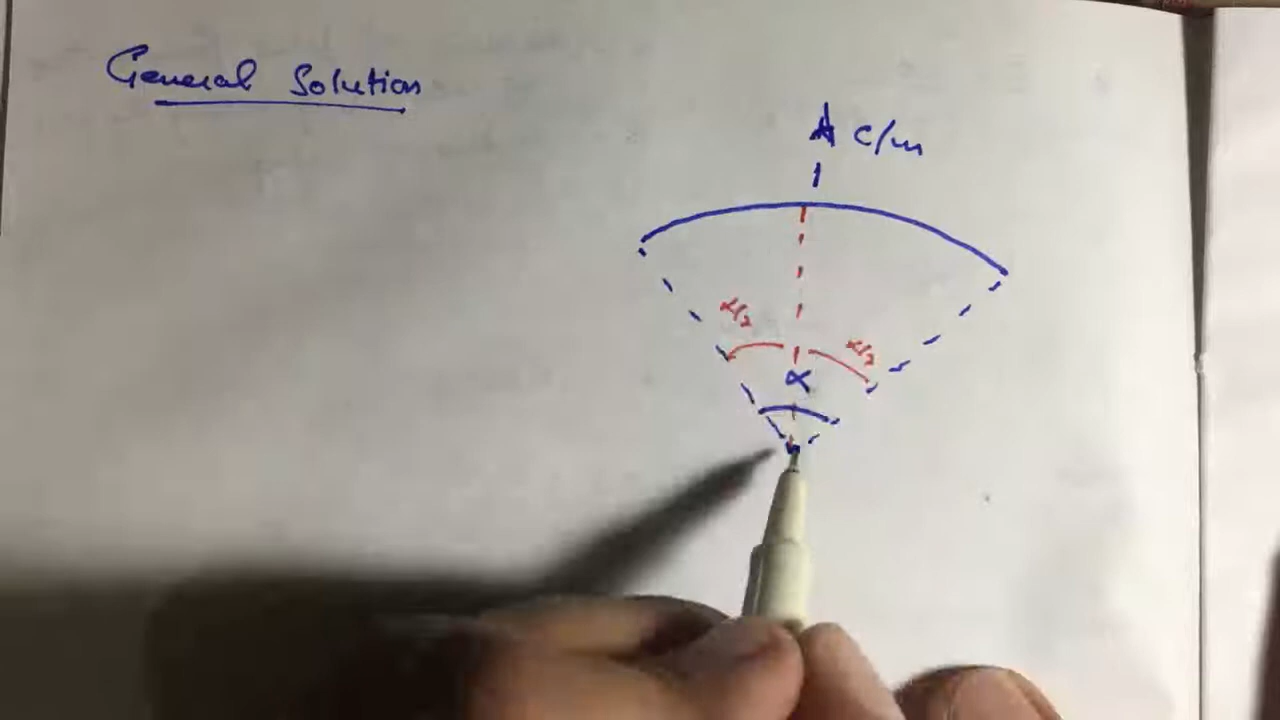 General Solution
λ c/m
α/2
α/2
α